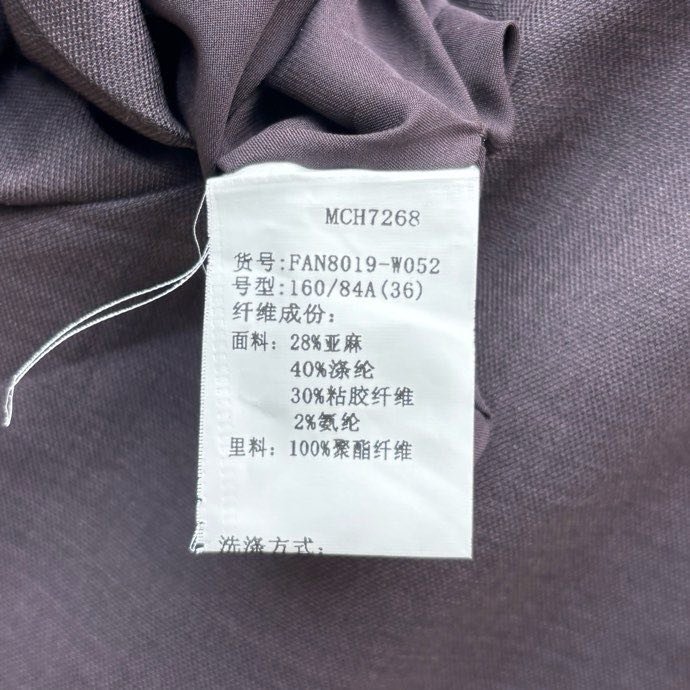 MCH7268
货号:FAN8019-W052
号型:160/84A(36)
纤维成份:
面料: 28%亚麻
40%涤纶
30%粘胶纤维
2%氨纶
里料: 100%聚酯纤维
洗涤方式: